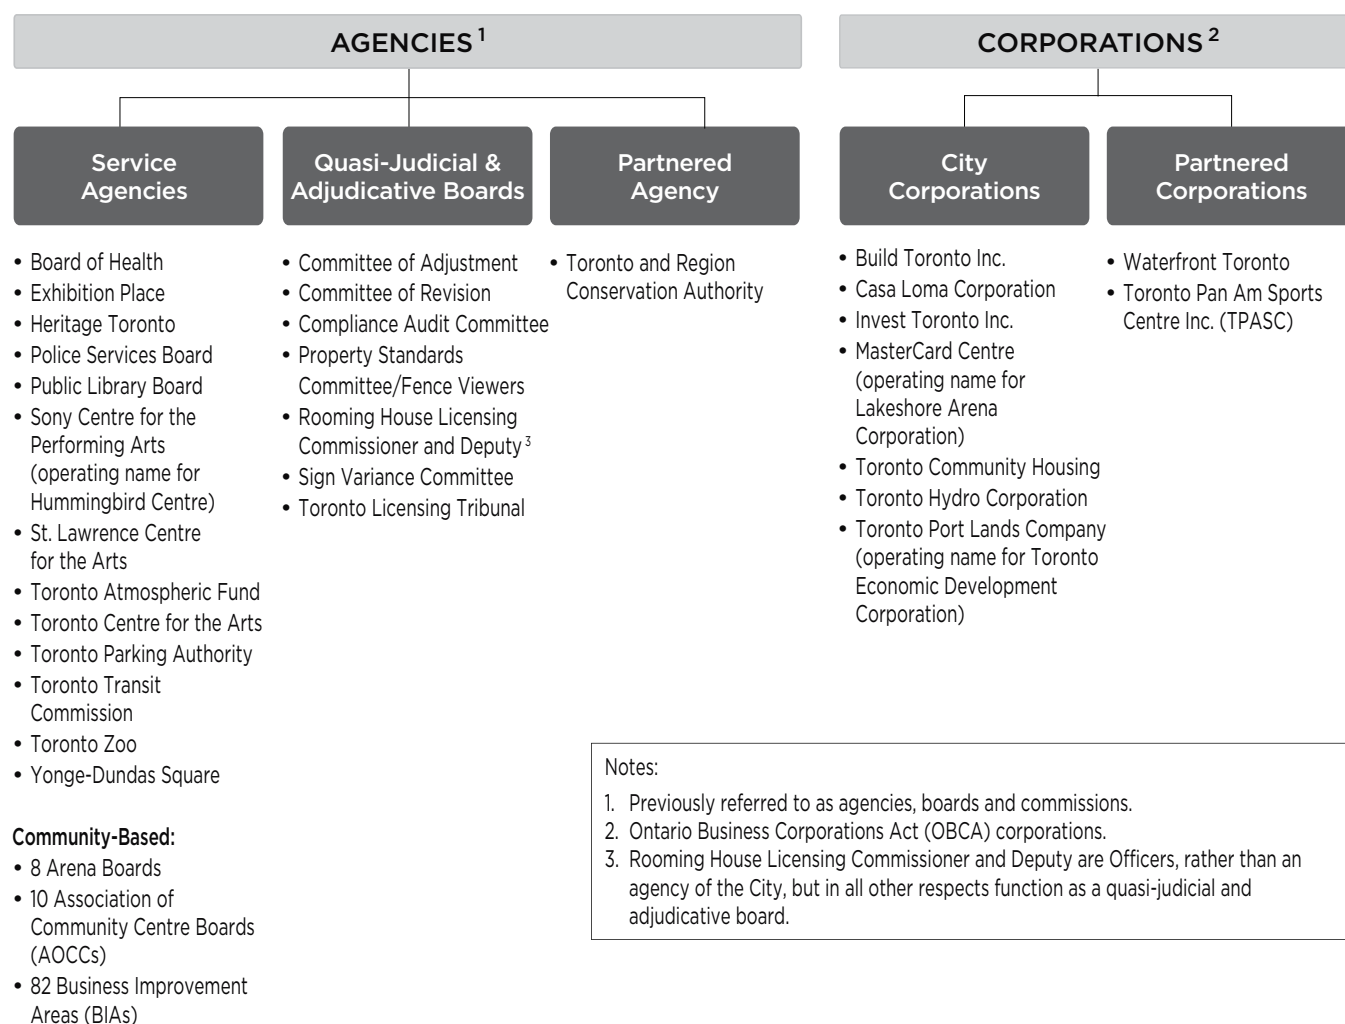 AGENCIES 1
Service
Agencies
Quasi-Judicial &
Adjudicative Boards
Partnered
Agency
• Board of Health
• Exhibition Place
• Heritage Toronto
• Police Services Board
• Public Library Board
• Sony Centre for the
Performing Arts
(operating name for
Hummingbird Centre)
• St. Lawrence Centre
for the Arts
• Toronto Atmospheric Fund
• Toronto Centre for the Arts
• Toronto Parking Authority
• Toronto Transit
Commission
• Toronto Zoo
• Yonge-Dundas Square
Community-Based:
• 8 Arena Boards
• 10 Association of
Community Centre Boards
(AOCCs)
• 82 Business Improvement
Areas (BIAs)
• Committee of Adjustment
• Committee of Revision
• Compliance Audit Committee
• Property Standards
Committee/Fence Viewers
• Rooming House Licensing
Commissioner and Deputy 3
• Sign Variance Committee
• Toronto Licensing Tribunal
• Toronto and Region
Conservation Authority
CORPORATIONS 2
City
Corporations
Partnered
Corporations
• Build Toronto Inc.
• Casa Loma Corporation
• Invest Toronto Inc.
• MasterCard Centre
(operating name for
Lakeshore Arena
Corporation)
• Toronto Community Housing
• Toronto Hydro Corporation
• Toronto Port Lands Company
(operating name for Toronto
Economic Development
Corporation)
• Waterfront Toronto
• Toronto Pan Am Sports
Centre Inc. (TPASC)
Notes:
1. Previously referred to as agencies, boards and commissions.
2. Ontario Business Corporations Act (OBCA) corporations.
3. Rooming House Licensing Commissioner and Deputy are Officers, rather than an
agency of the City, but in all other respects function as a quasi-judicial and
adjudicative board.